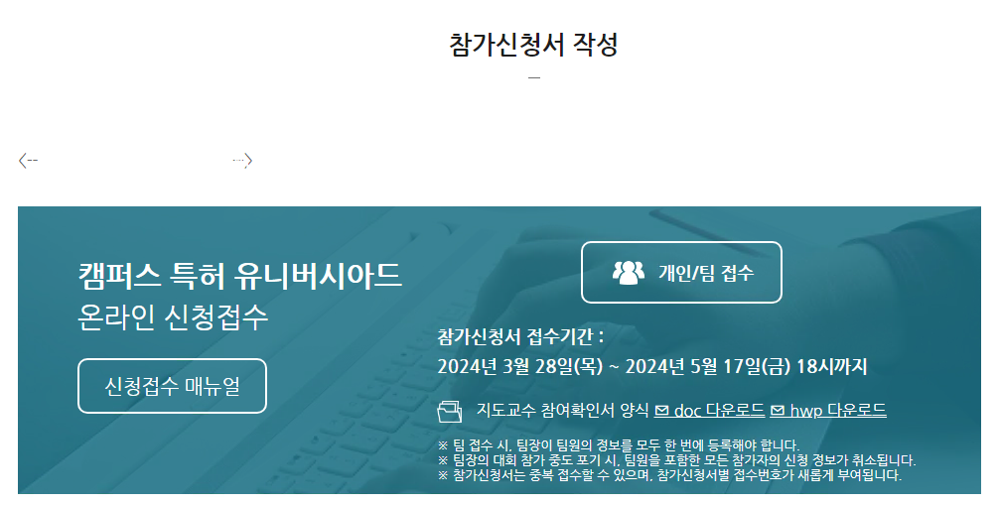 참가신청서 작성
캠퍼스 특허 유니버시아드
온라인 신청접수
신청접수 매뉴얼
개인/팀 접수
참가신청서 접수기간 :
2024년 3월 28일(목) ~ 2024년 5월 17일(금) 18시까지
지도교수 참여확인서 양식 doc 다운로드 hwp 다운로드
※ 팀 접수 시, 팀장이 팀원의 정보를 모두 한 번에 등록해야 합니다.
※ 팀장의 대회 참가 중도 포기 시, 팀원을 포함한 모든 참가자의 신청 정보가 취소됩니다.
※ 참가신청서는 중복 접수할 수 있으며, 참가신청서별 접수번호가 새롭게 부여됩니다.